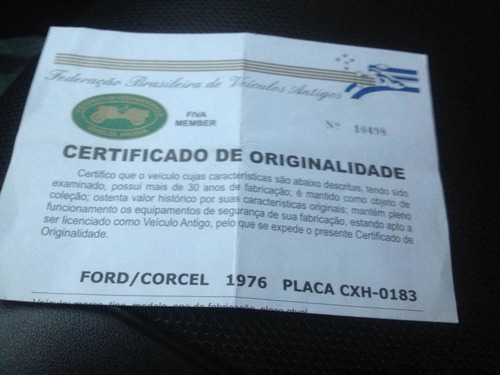 Federação Brasileira de Veículos Antigos
FIVA
MEMBER
Nº 10498
CERTIFICADO DE ORIGINALIDADE
Certifico que o veículo cujas características são abaixo descritas, tendo sido
examinado, possui mais de 30 anos de fabricação; é mantido como objeto de
coleção; ostenta valor histórico por suas características originais; mantém pleno
funcionamento os equipamentos de segurança de sua fabricação, estando apto a
ser licenciado como Veículo Antigo, pelo que se expede o presente Certificado de
Originalidade.
FORD/CORCEL 1976 PLACA CXH-0183